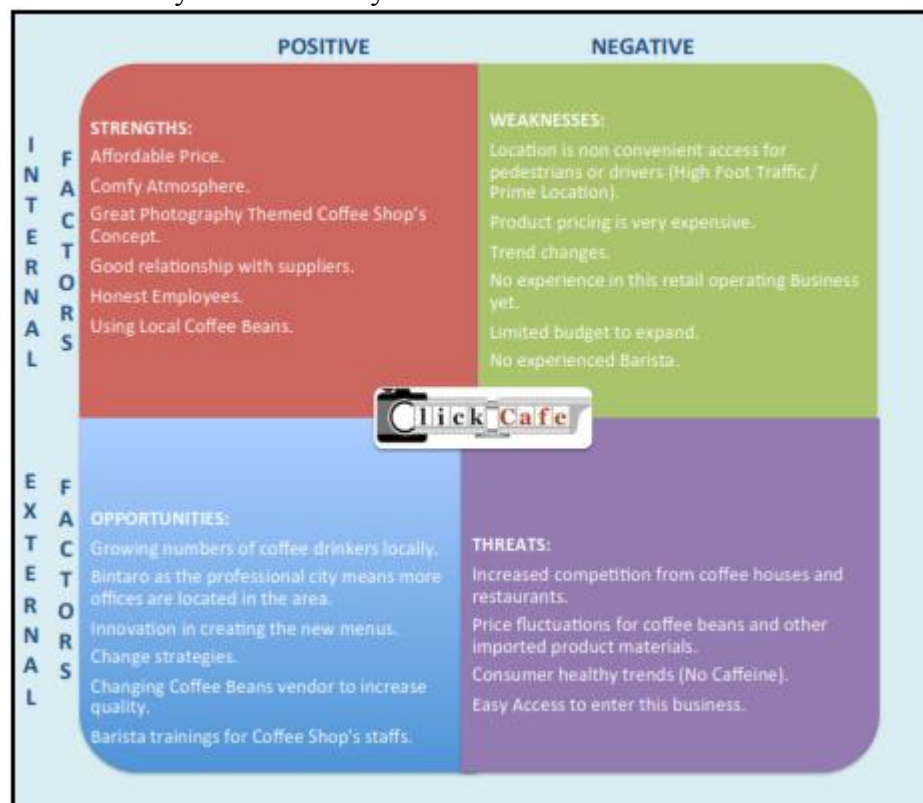 POSITIVE
NEGATIVE
INTERNAL
FACTORS
STRENGTHS:
Affordable Price.
Comfy Atmosphere.
Great Photography Themed Coffee Shop's
Concept.
Good relationship with suppliers.
Honest Employees.
Using Local Coffee Beans.
WEAKNESSES:
Location is non convenient access for
pedestrians or drivers (High Foot Traffic /
Prime Location).
Product pricing is very expensive.
Trend changes.
No experience in this retail operating Business
yet.
Limited budget to expand.
No experienced Barista.
Click Cafe
EXTERNAL
FACTORS
OPPORTUNITIES:
Growing numbers of coffee drinkers locally.
Bintaro as the professional city means more
offices are located in the area.
Innovation in creating the new menus.
Change strategies.
Changing Coffee Beans vendor to increase
quality.
Barista trainings for Coffee Shop's staffs.
THREATS:
Increased competition from coffee houses and
restaurants.
Price fluctuations for coffee beans and other
imported product materials.
Consumer healthy trends (No Caffeine).
Easy Access to enter this business.